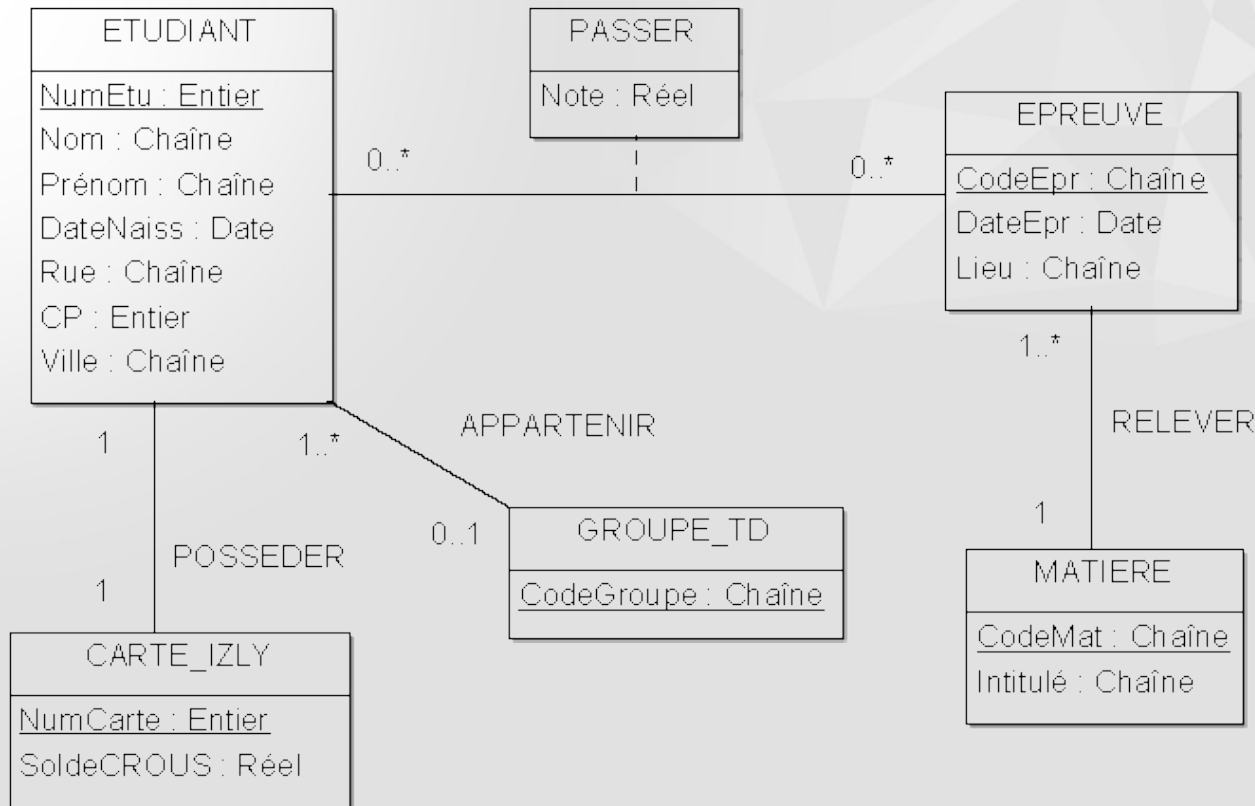 ETUDIANT
NumEtu : Entier
Nom : Chaîne
Prénom : Chaîne
DateNaiss : Date
Rue : Chaîne
CP : Entier
Ville : Chaîne
PASSER
Note : Réel
0..*
0..*
EPREUVE
CodeEpr : Chaîne
DateEpr : Date
Lieu : Chaîne
1..*
RELEVER
1
MATIERE
CodeMat : Chaîne
Intitulé : Chaîne
1..*
APPARTENIR
0..1
GROUPE_TD
CodeGroupe : Chaîne
1
POSSEDER
1
CARTE_IZLY
NumCarte : Entier
SoldeCROUS : Réel